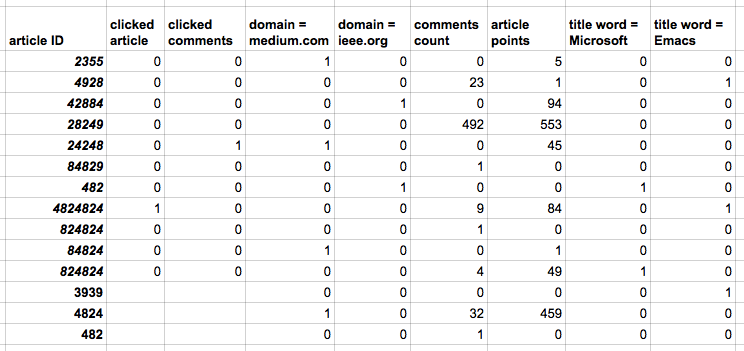 clicked clicked domain = domain = comments article title word = title word =
article ID article comments medium.com ieee.org count points Microsoft Emacs
2355 0 0 1 0 0 5 0 0
4928 0 0 0 0 23 1 0 1
42884 0 0 0 1 0 94 0 0
28249 0 0 0 0 492 553 0 0
24248 0 1 1 0 0 45 0 0
84829 0 0 0 0 1 0 0 0
482 0 0 0 1 0 0 1 0
4824824 1 0 0 0 9 84 0 1
824824 0 0 0 0 1 0 0 0
84824 0 0 1 0 0 1 0 0
824824 0 0 0 0 4 49 1 0
3939 0 0 0 0 0 1
4824 1 0 32 459 0 0
482 0 0 1 0 0 0